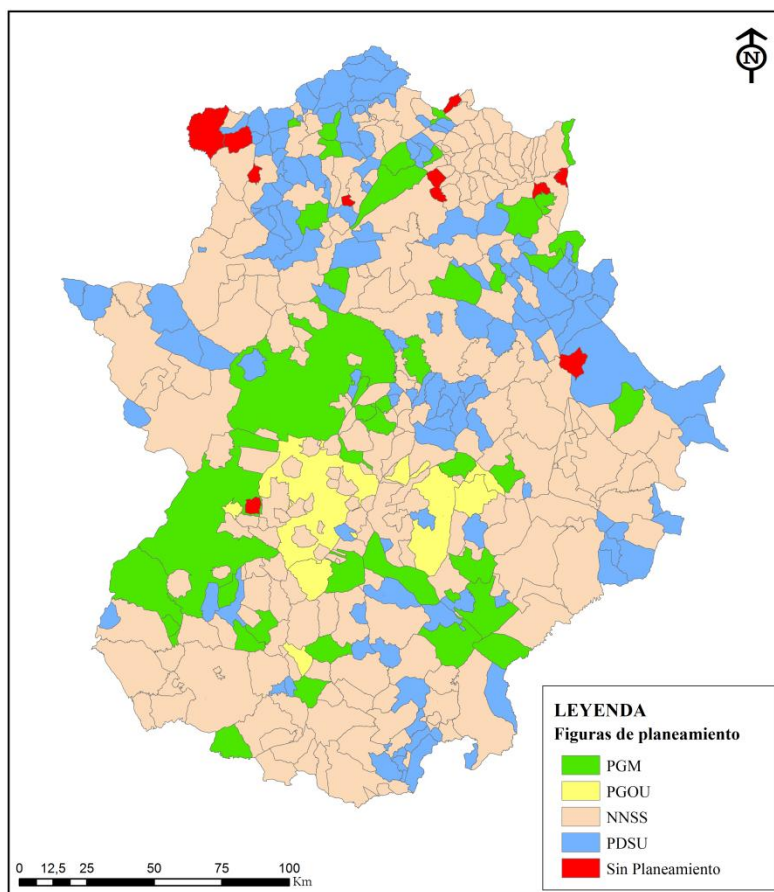 N
LEYENDA
Figuras de planeamiento
PGM
PGOU
NNSS
PDSU
Sin Planeamiento
0 12,5 25 50 75 100
Km